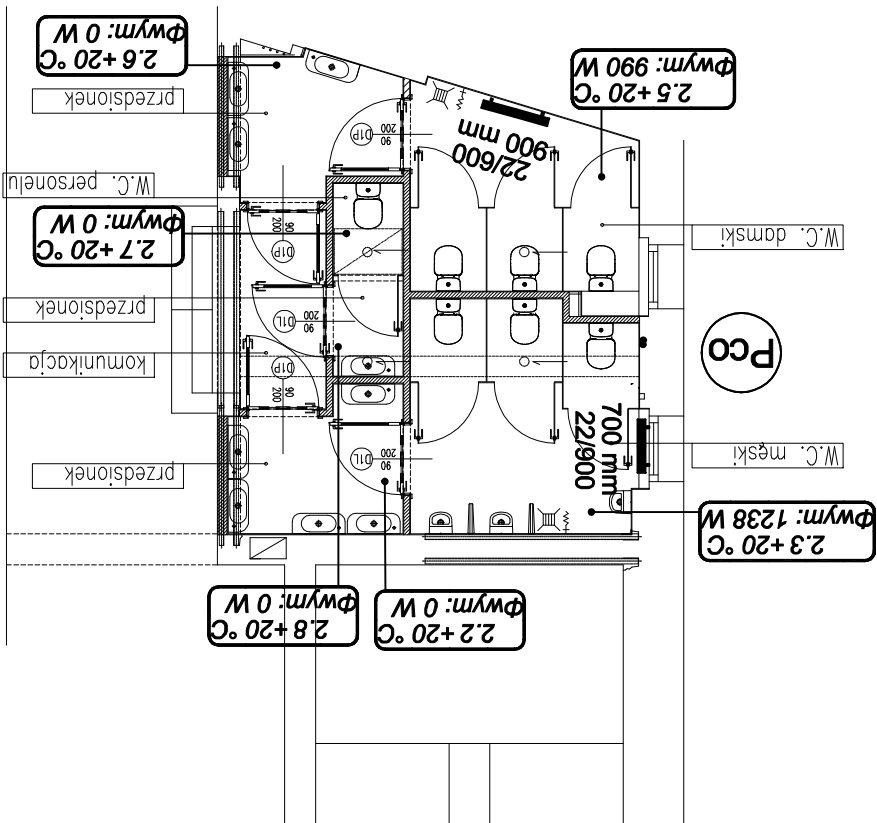 2.2 +20 °C
Φwym: 0 W
2.8 +20 °C
Φwym: 0 W
2.3 +20 °C
Φwym: 1238 W
W.C. męski
przedsionek
700 mm
22/900
D1L
90
200
D1P
90
200
komunikacja
Pco
D1L
90
200
przedsionek
D1P
90
200
W.C. damski
2.7 +20 °C
Φwym: 0 W
W.C. personelu
22/600
900 mm
D1P
90
200
przedsionek
2.5 +20 °C
Φwym: 990 W
2.6 +20 °C
Φwym: 0 W